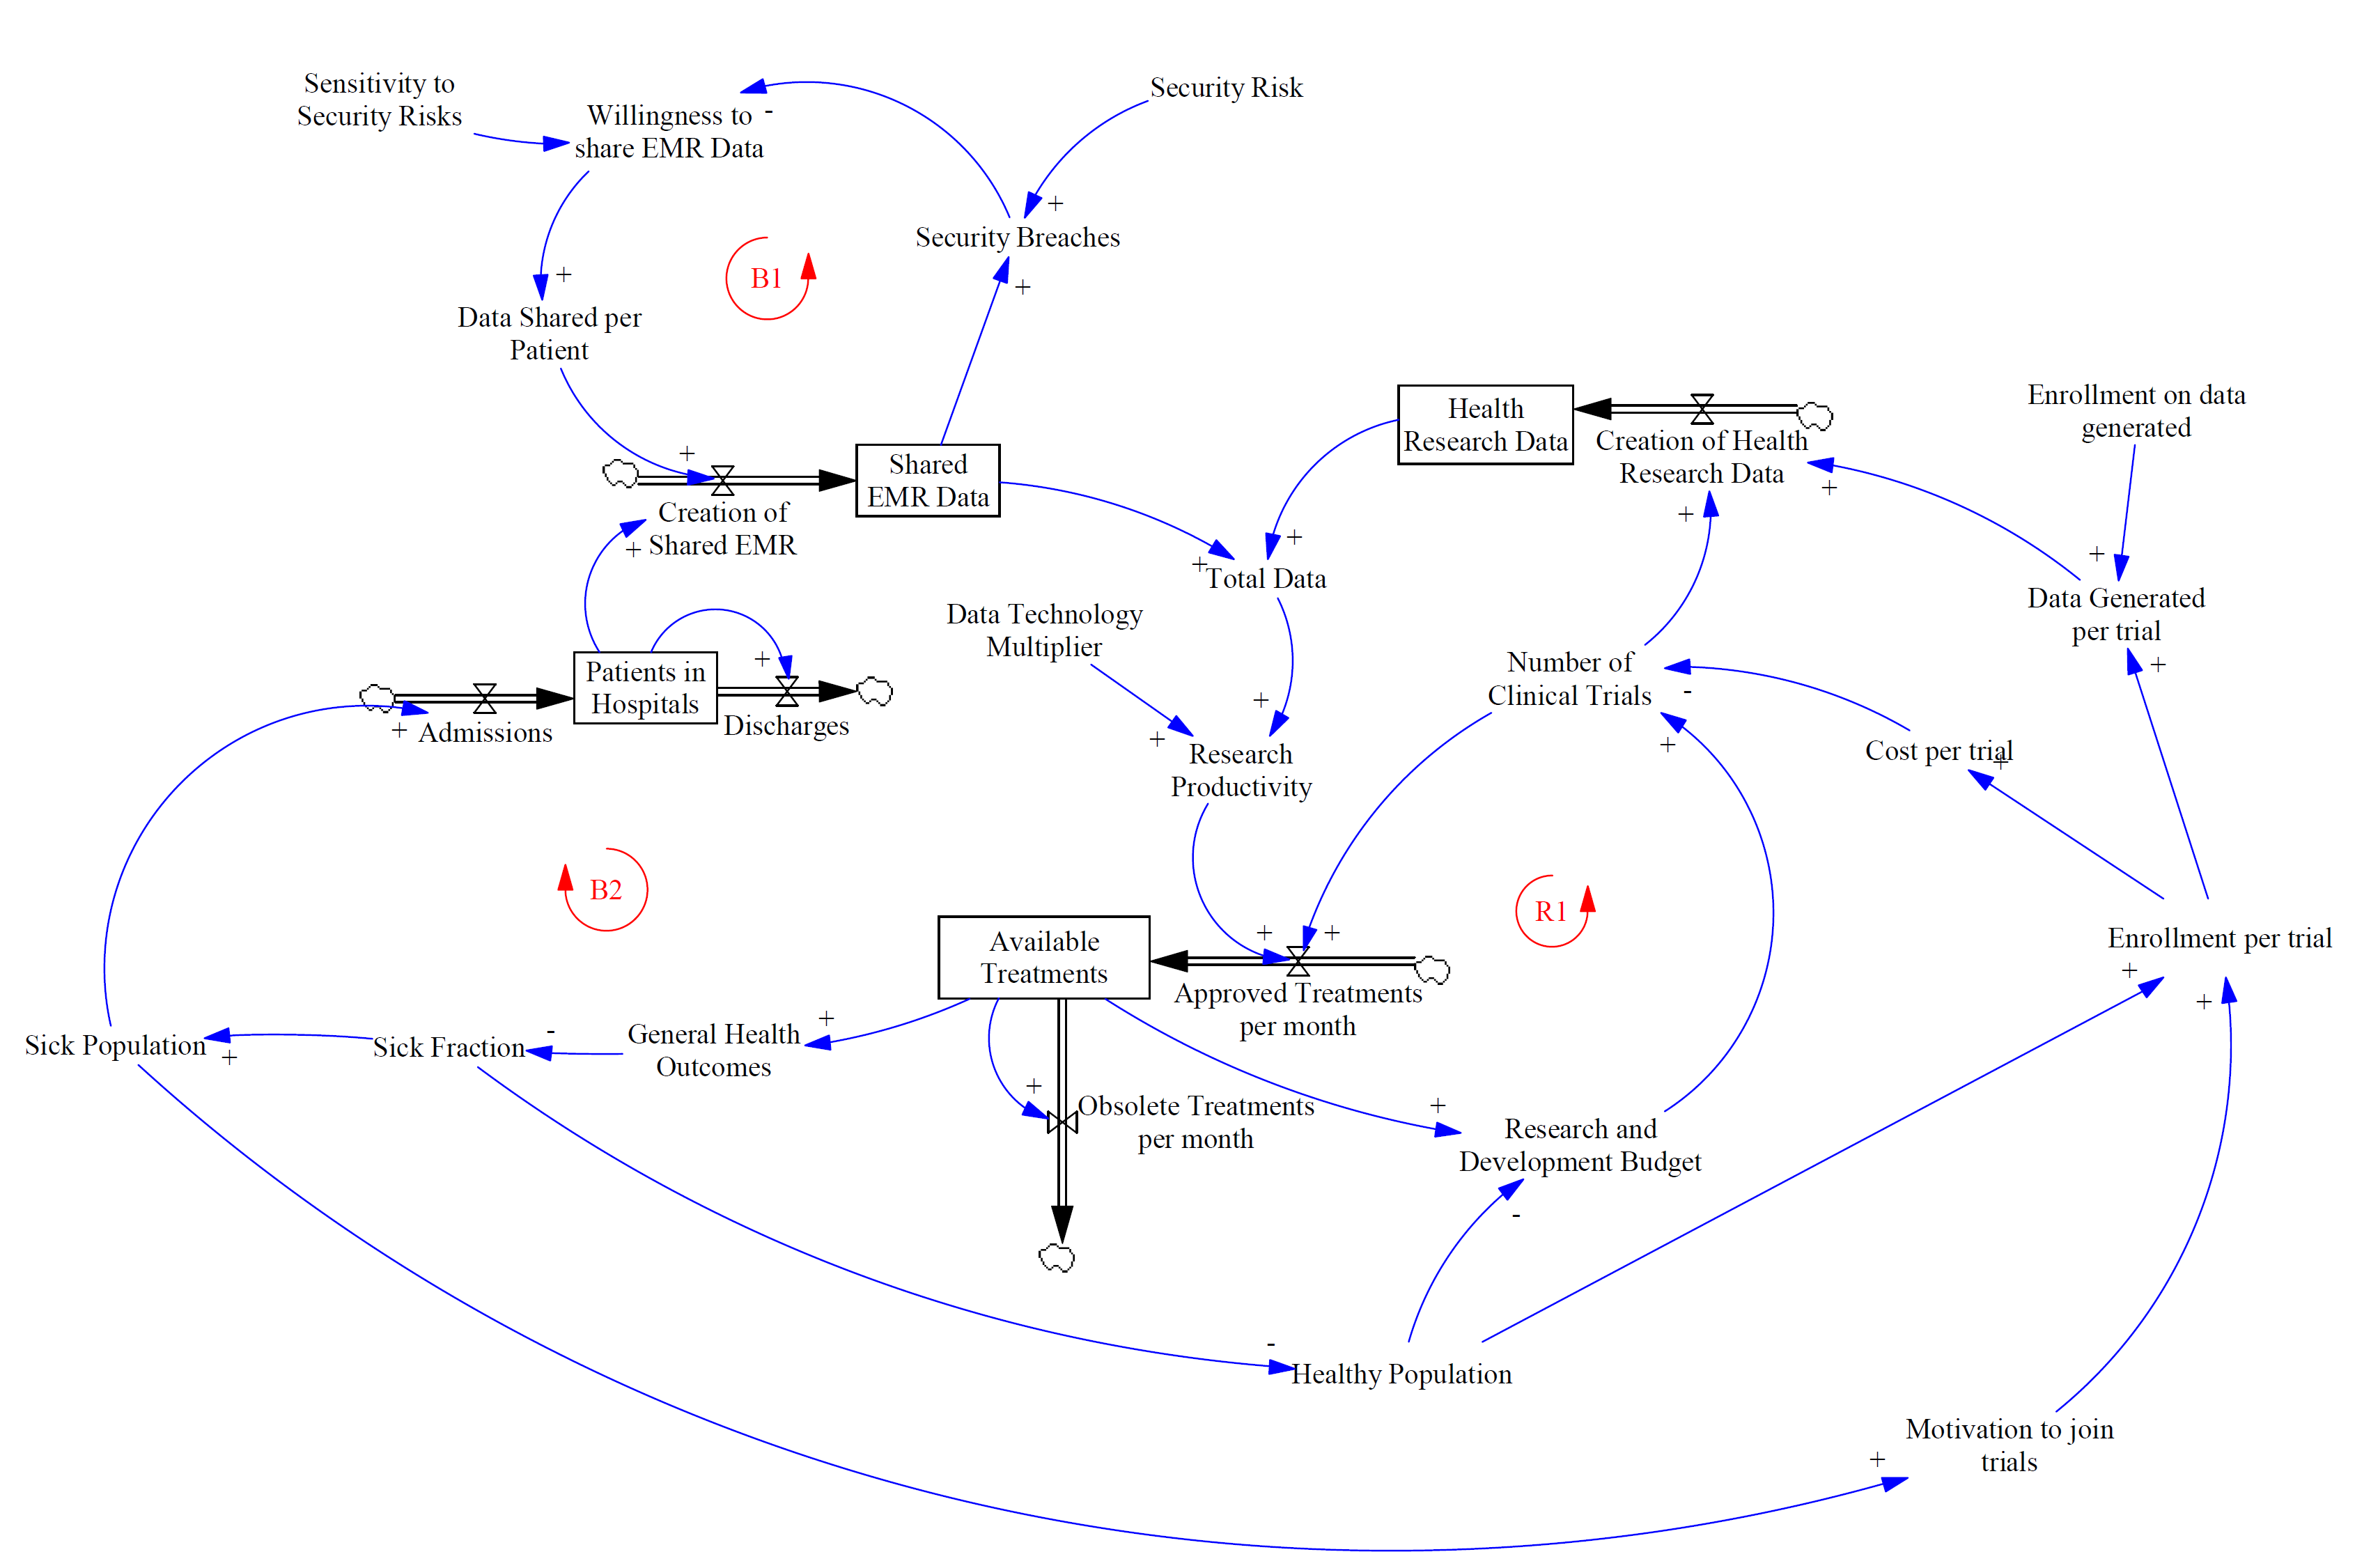 Sensitivity to
Security Risks
Willingness to
share EMR Data
-
Security Risk
+
Security Breaches
+
B1
+
Data Shared per
Patient
+
Shared
EMR Data
Creation of
Shared EMR
+
Health
Research Data
Creation of Health
Research Data
+
+
Enrollment on data
generated
+
Data Generated
per trial
+
+
+
Total Data
Data Technology
Multiplier
+
+
Research
Productivity
Number of
Clinical Trials
-
+
Cost per trial
+
Patients in
Hospitals
+
Discharges
+
Admissions
B2
R1
Available
Treatments
+
+
Approved Treatments
per month
Enrollment per trial
+
+
Sick Population
+
Sick Fraction
-
General Health
Outcomes
+
+
Obsolete Treatments
per month
+
Research and
Development Budget
-
-
Healthy Population
Motivation to join
trials
+